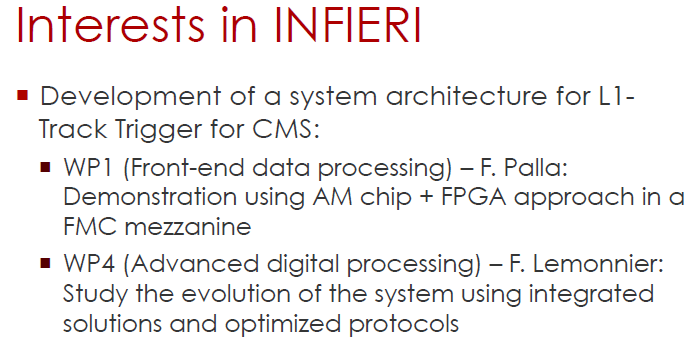 Interests in INFIERI
Development of a system architecture for L1-
Track Trigger for CMS:
WP1 (Front-end data processing) – F. Palla:
Demonstration using AM chip + FPGA approach in a
FMC mezzanine
WP4 (Advanced digital processing) – F. Lemonnier:
Study the evolution of the system using integrated
solutions and optimized protocols